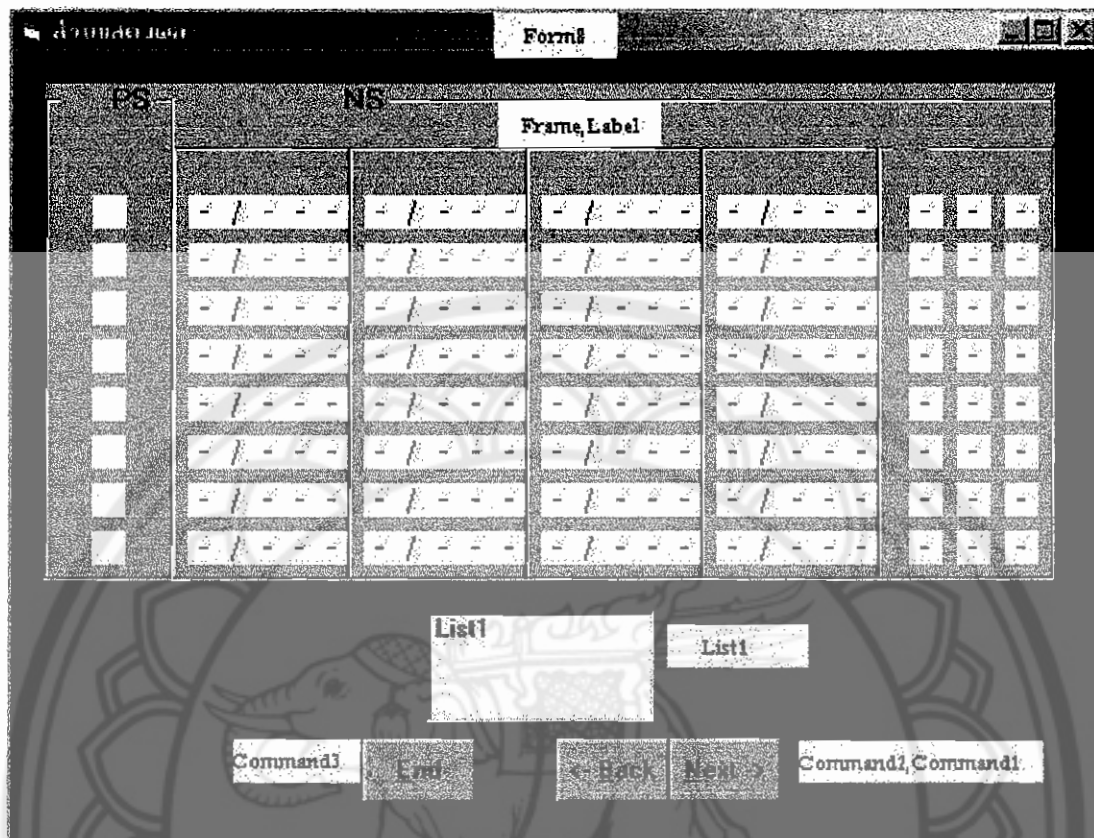 Form8
PS NS
Frame,Label
- / - - - - / - - - - / - - - - / - - - - - -
- / - - - - / - - - - / - - - - / - - - - - -
- / - - - - / - - - - / - - - - / - - - - - -
- / - - - - / - - - - / - - - - / - - - - - -
- / - - - - / - - - - / - - - - / - - - - - -
- / - - - - / - - - - / - - - - / - - - - - -
- / - - - - / - - - - / - - - - / - - - - - -
- / - - - - / - - - - / - - - - / - - - - - -
List1 List1
Command3 End <- Back Next -> Command2,Command1